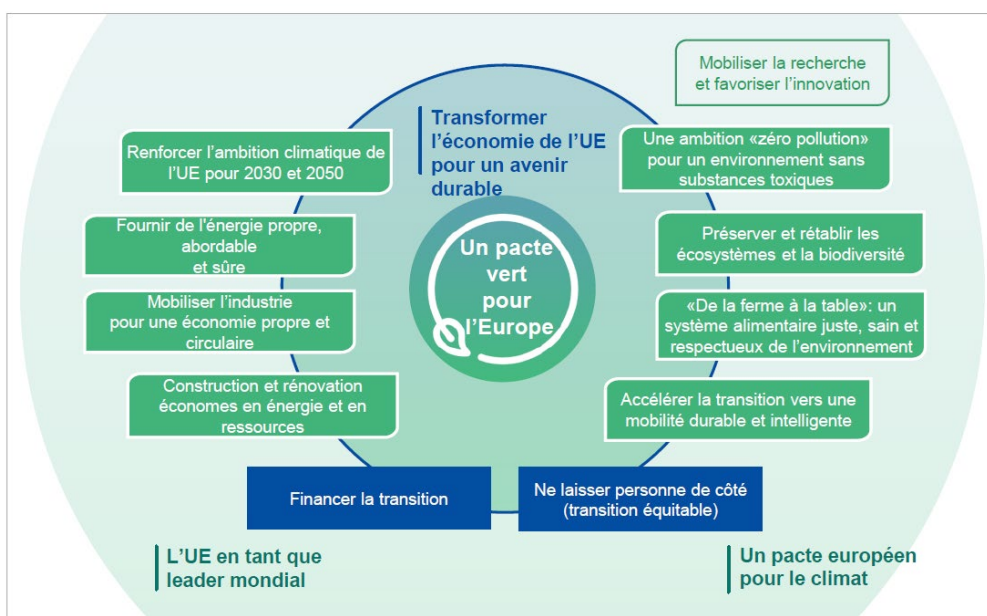 Mobiliser la recherche
et favoriser l’innovation
Transformer
l’économie de l’UE
pour un avenir
durable
Renforcer l’ambition climatique de
l’UE pour 2030 et 2050
Une ambition «zéro pollution»
pour un environnement sans
substances toxiques
Fournir de l'énergie propre,
abordable
et sûre
Préserver et rétablir les
écosystèmes et la biodiversité
Un pacte
vert
pour
l’Europe
Mobiliser l’industrie
pour une économie propre et
circulaire
«De la ferme à la table»: un
système alimentaire juste, sain et
respectueux de l’environnement
Construction et rénovation
économes en énergie et en
ressources
Accélérer la transition vers une
mobilité durable et intelligente
Financer la transition
Ne laisser personne de côté
(transition équitable)
L’UE en tant que
leader mondial
Un pacte européen
pour le climat